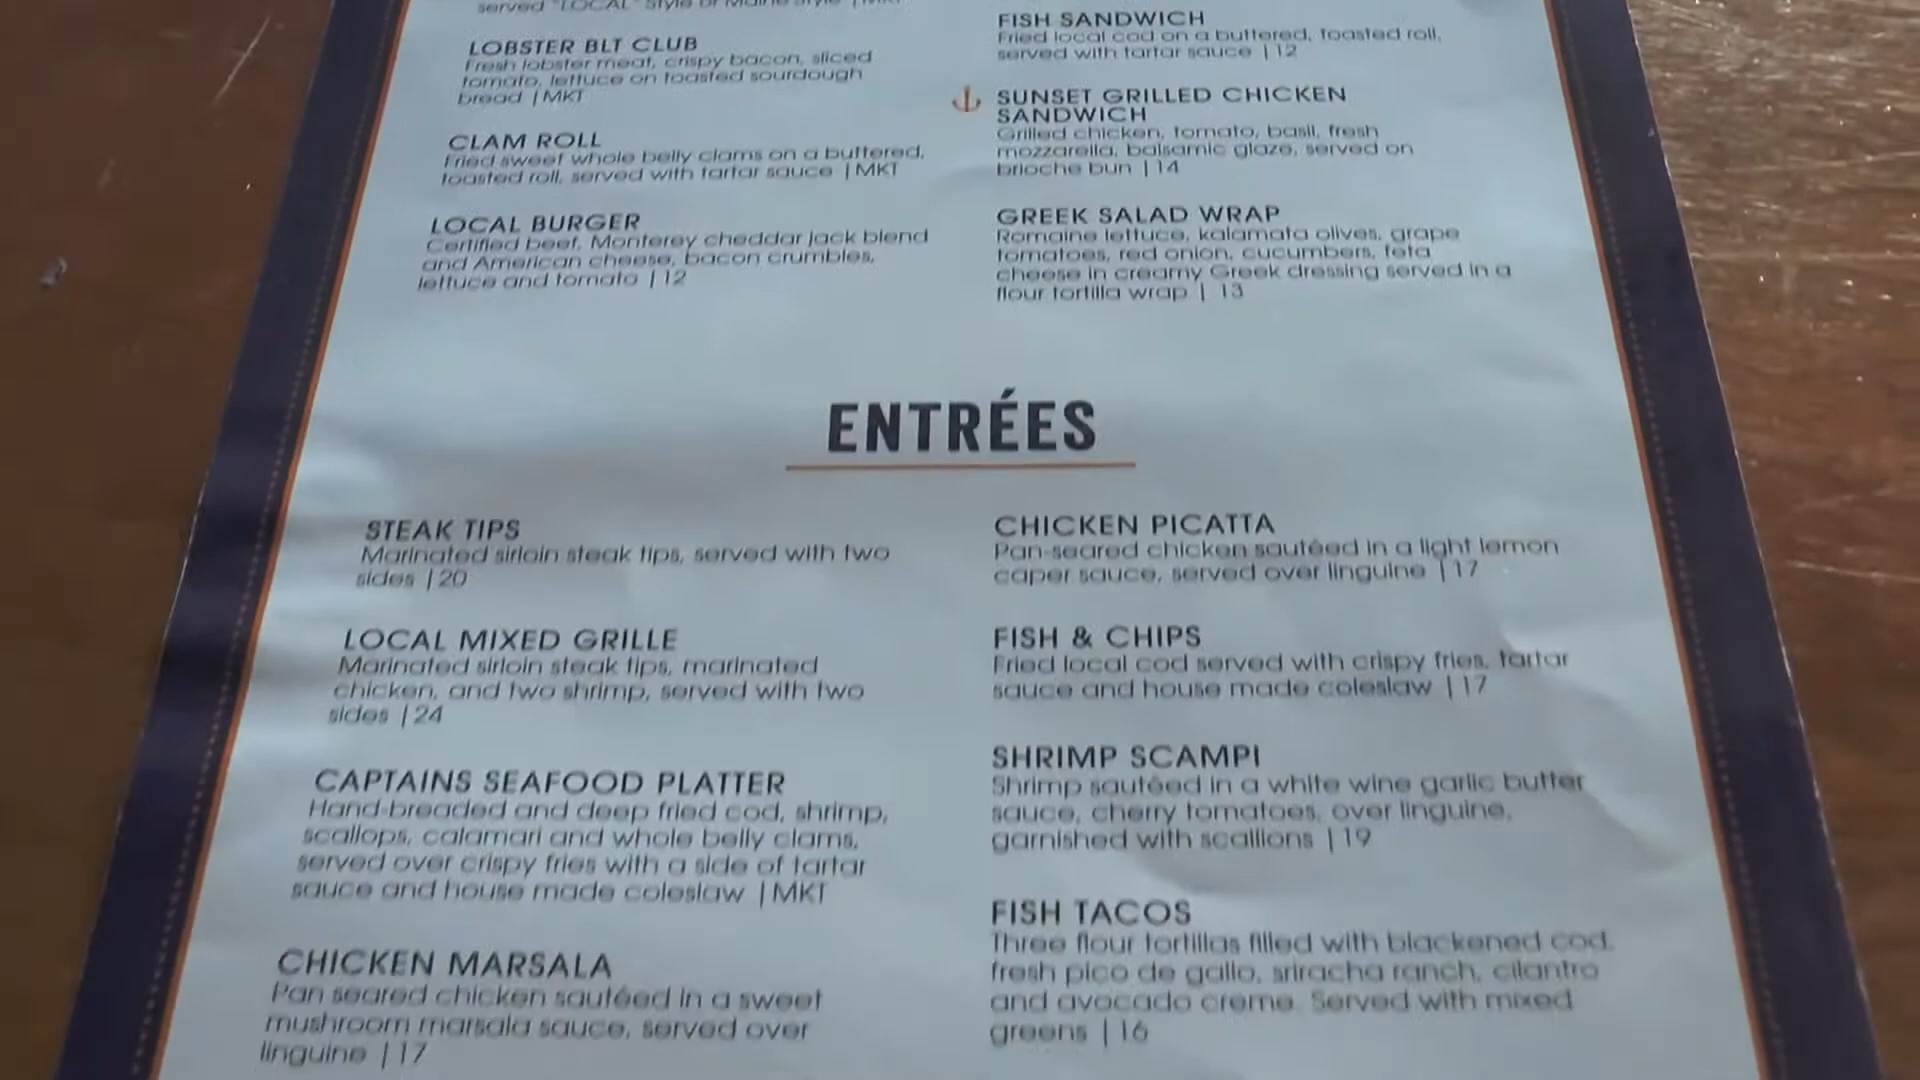 served "LOCAL" style or Maine style | MKT
LOBSTER BLT CLUB
Fresh lobster meat, crispy bacon, sliced
tomato, lettuce on toasted sourdough
bread | MKT
CLAM ROLL
Fried sweet whole belly clams on a buttered,
toasted roll, served with tartar sauce | MKT
LOCAL BURGER
Certified beef, Monterey cheddar jack blend
and American cheese, bacon crumbles,
lettuce and tomato | 12
FISH SANDWICH
Fried local cod on a buttered, toasted roll,
served with tartar sauce | 12
SUNSET GRILLED CHICKEN
SANDWICH
Grilled chicken, tomato, basil, fresh
mozzarella, balsamic glaze, served on
brioche bun | 14
GREEK SALAD WRAP
Romaine lettuce, kalamata olives, grape
tomatoes, red onion, cucumbers, feta
cheese in creamy Greek dressing served in a
flour tortilla wrap | 13
ENTRÉES
STEAK TIPS
Marinated sirloin steak tips, served with two
sides | 20
LOCAL MIXED GRILLE
Marinated sirloin steak tips, marinated
chicken, and two shrimp, served with two
sides | 24
CAPTAINS SEAFOOD PLATTER
Hand-breaded and deep fried cod, shrimp,
scallops, calamari and whole belly clams,
served over crispy fries with a side of tartar
sauce and house made coleslaw | MKT
CHICKEN MARSALA
Pan seared chicken sautéed in a sweet
mushroom marsala sauce, served over
linguine | 17
CHICKEN PICATTA
Pan-seared chicken sautéed in a light lemon
caper sauce, served over linguine | 17
FISH & CHIPS
Fried local cod served with crispy fries, tartar
sauce and house made coleslaw | 17
SHRIMP SCAMPI
Shrimp sautéed in a white wine garlic butter
sauce, cherry tomatoes, over linguine,
garnished with scallions | 19
FISH TACOS
Three flour tortillas filled with blackened cod,
fresh pico de gallo, sriracha ranch, cilantro
and avocado creme. Served with mixed
greens | 16